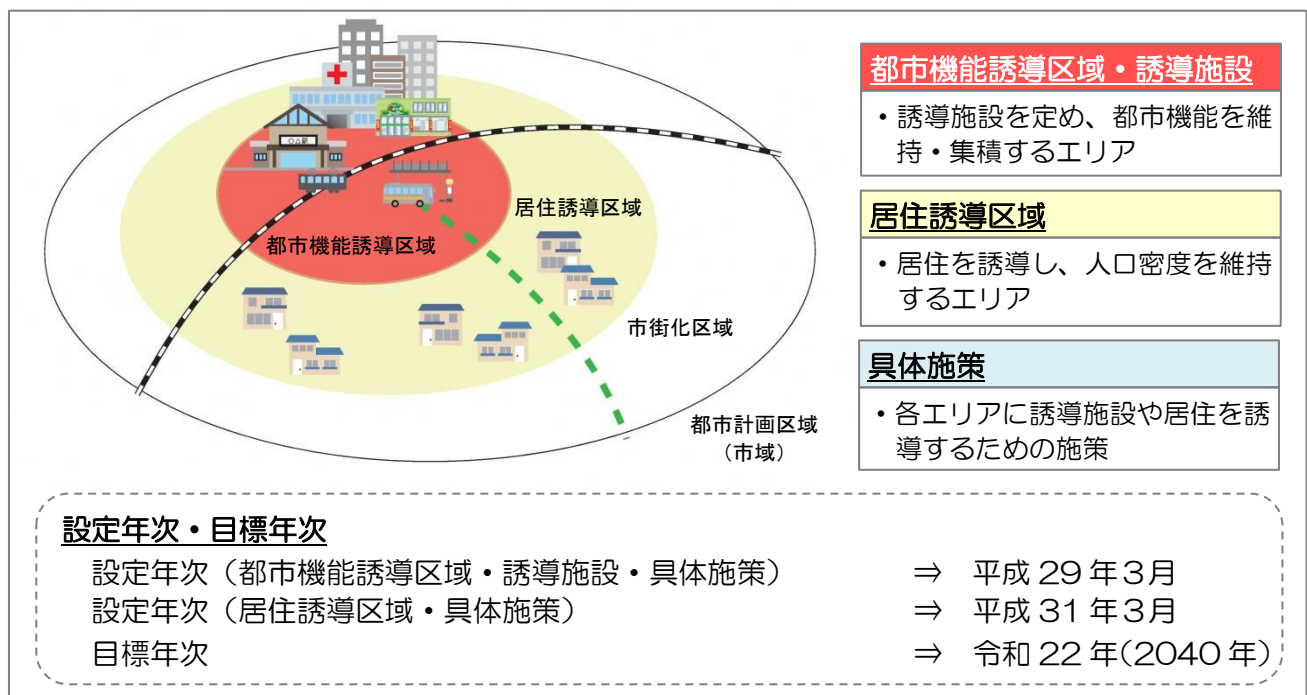 ○△駅
都市機能誘導区域
居住誘導区域
市街化区域
都市計画区域
（市域）
都市機能誘導区域・誘導施設
・誘導施設を定め、都市機能を維
持・集積するエリア
居住誘導区域
・居住を誘導し、人口密度を維持
するエリア
具体施策
・各エリアに誘導施設や居住を誘
導するための施策
設定年次・目標年次
設定年次（都市機能誘導区域・誘導施設・具体施策） ⇒ 平成 29 年３月
設定年次（居住誘導区域・具体施策） ⇒ 平成 31 年３月
目標年次 ⇒ 令和 22 年(2040 年)